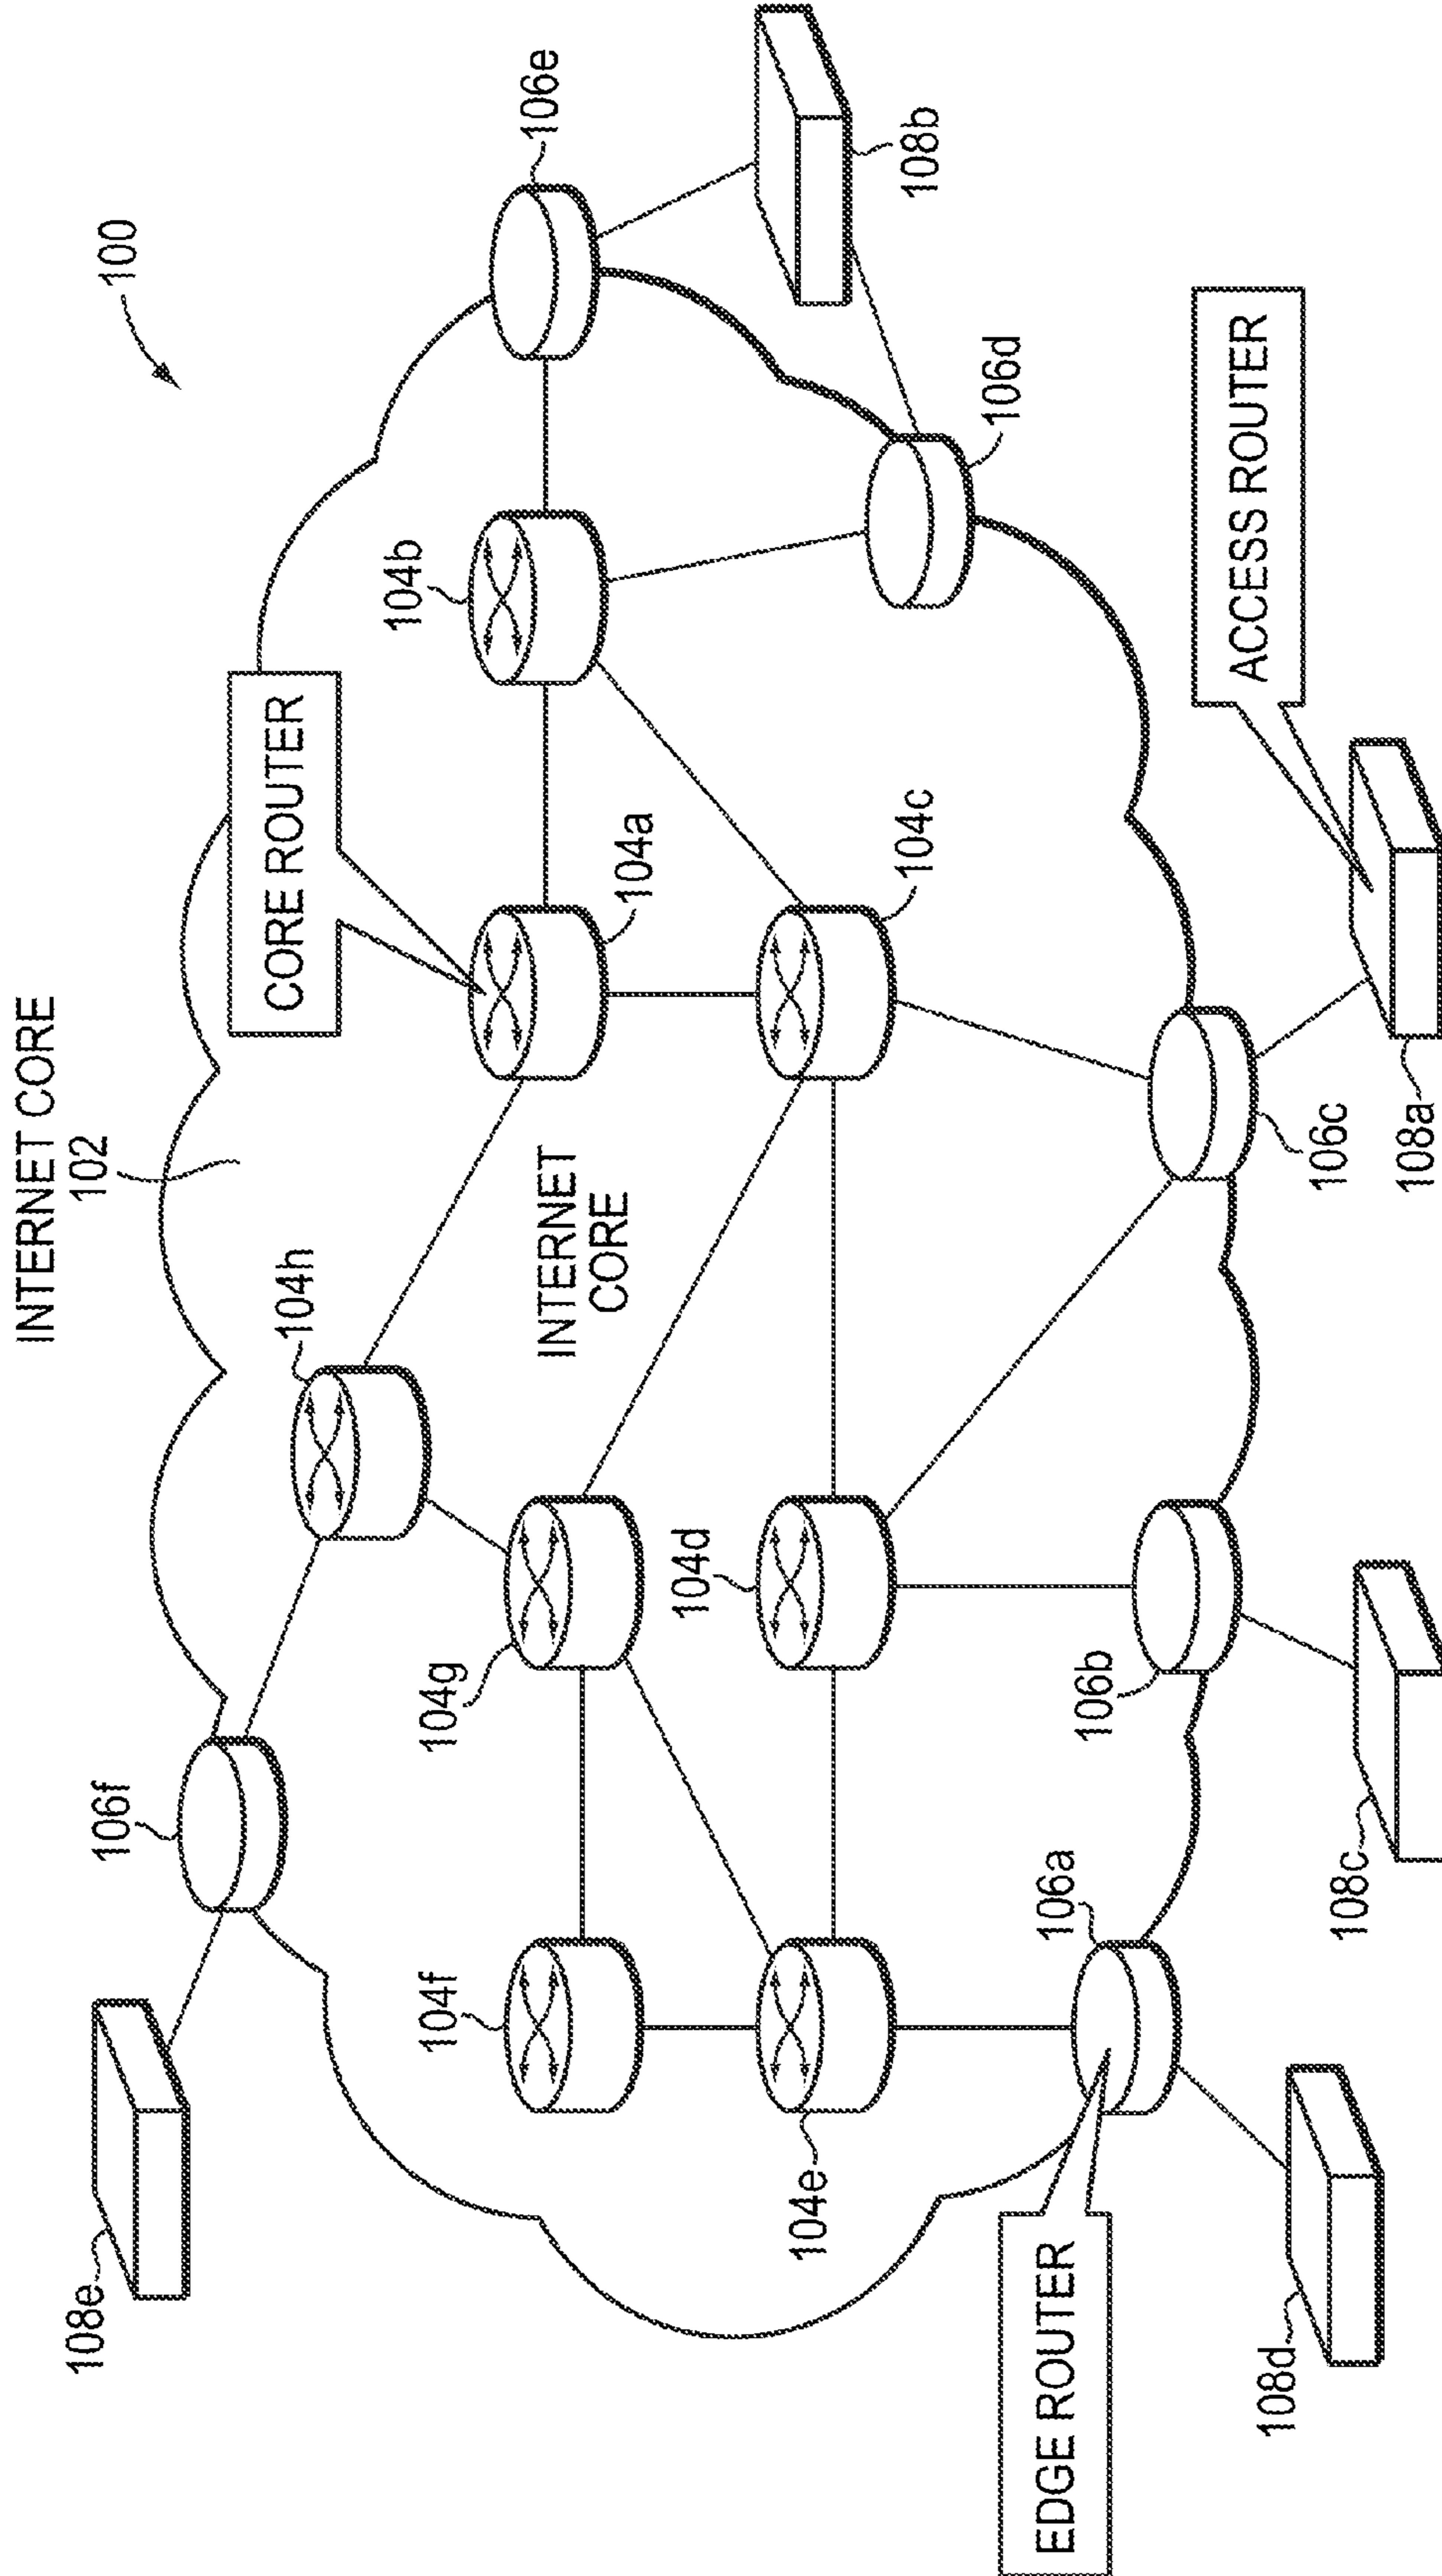 INTERNET CORE
102
100
108e
106f
104h
CORE ROUTER
104b
106e
104f
104g
INTERNET
CORE
104a
104e
104d
104c
108b
106d
EDGE ROUTER
106a
106b
106c
ACCESS ROUTER
108d
108c
108a